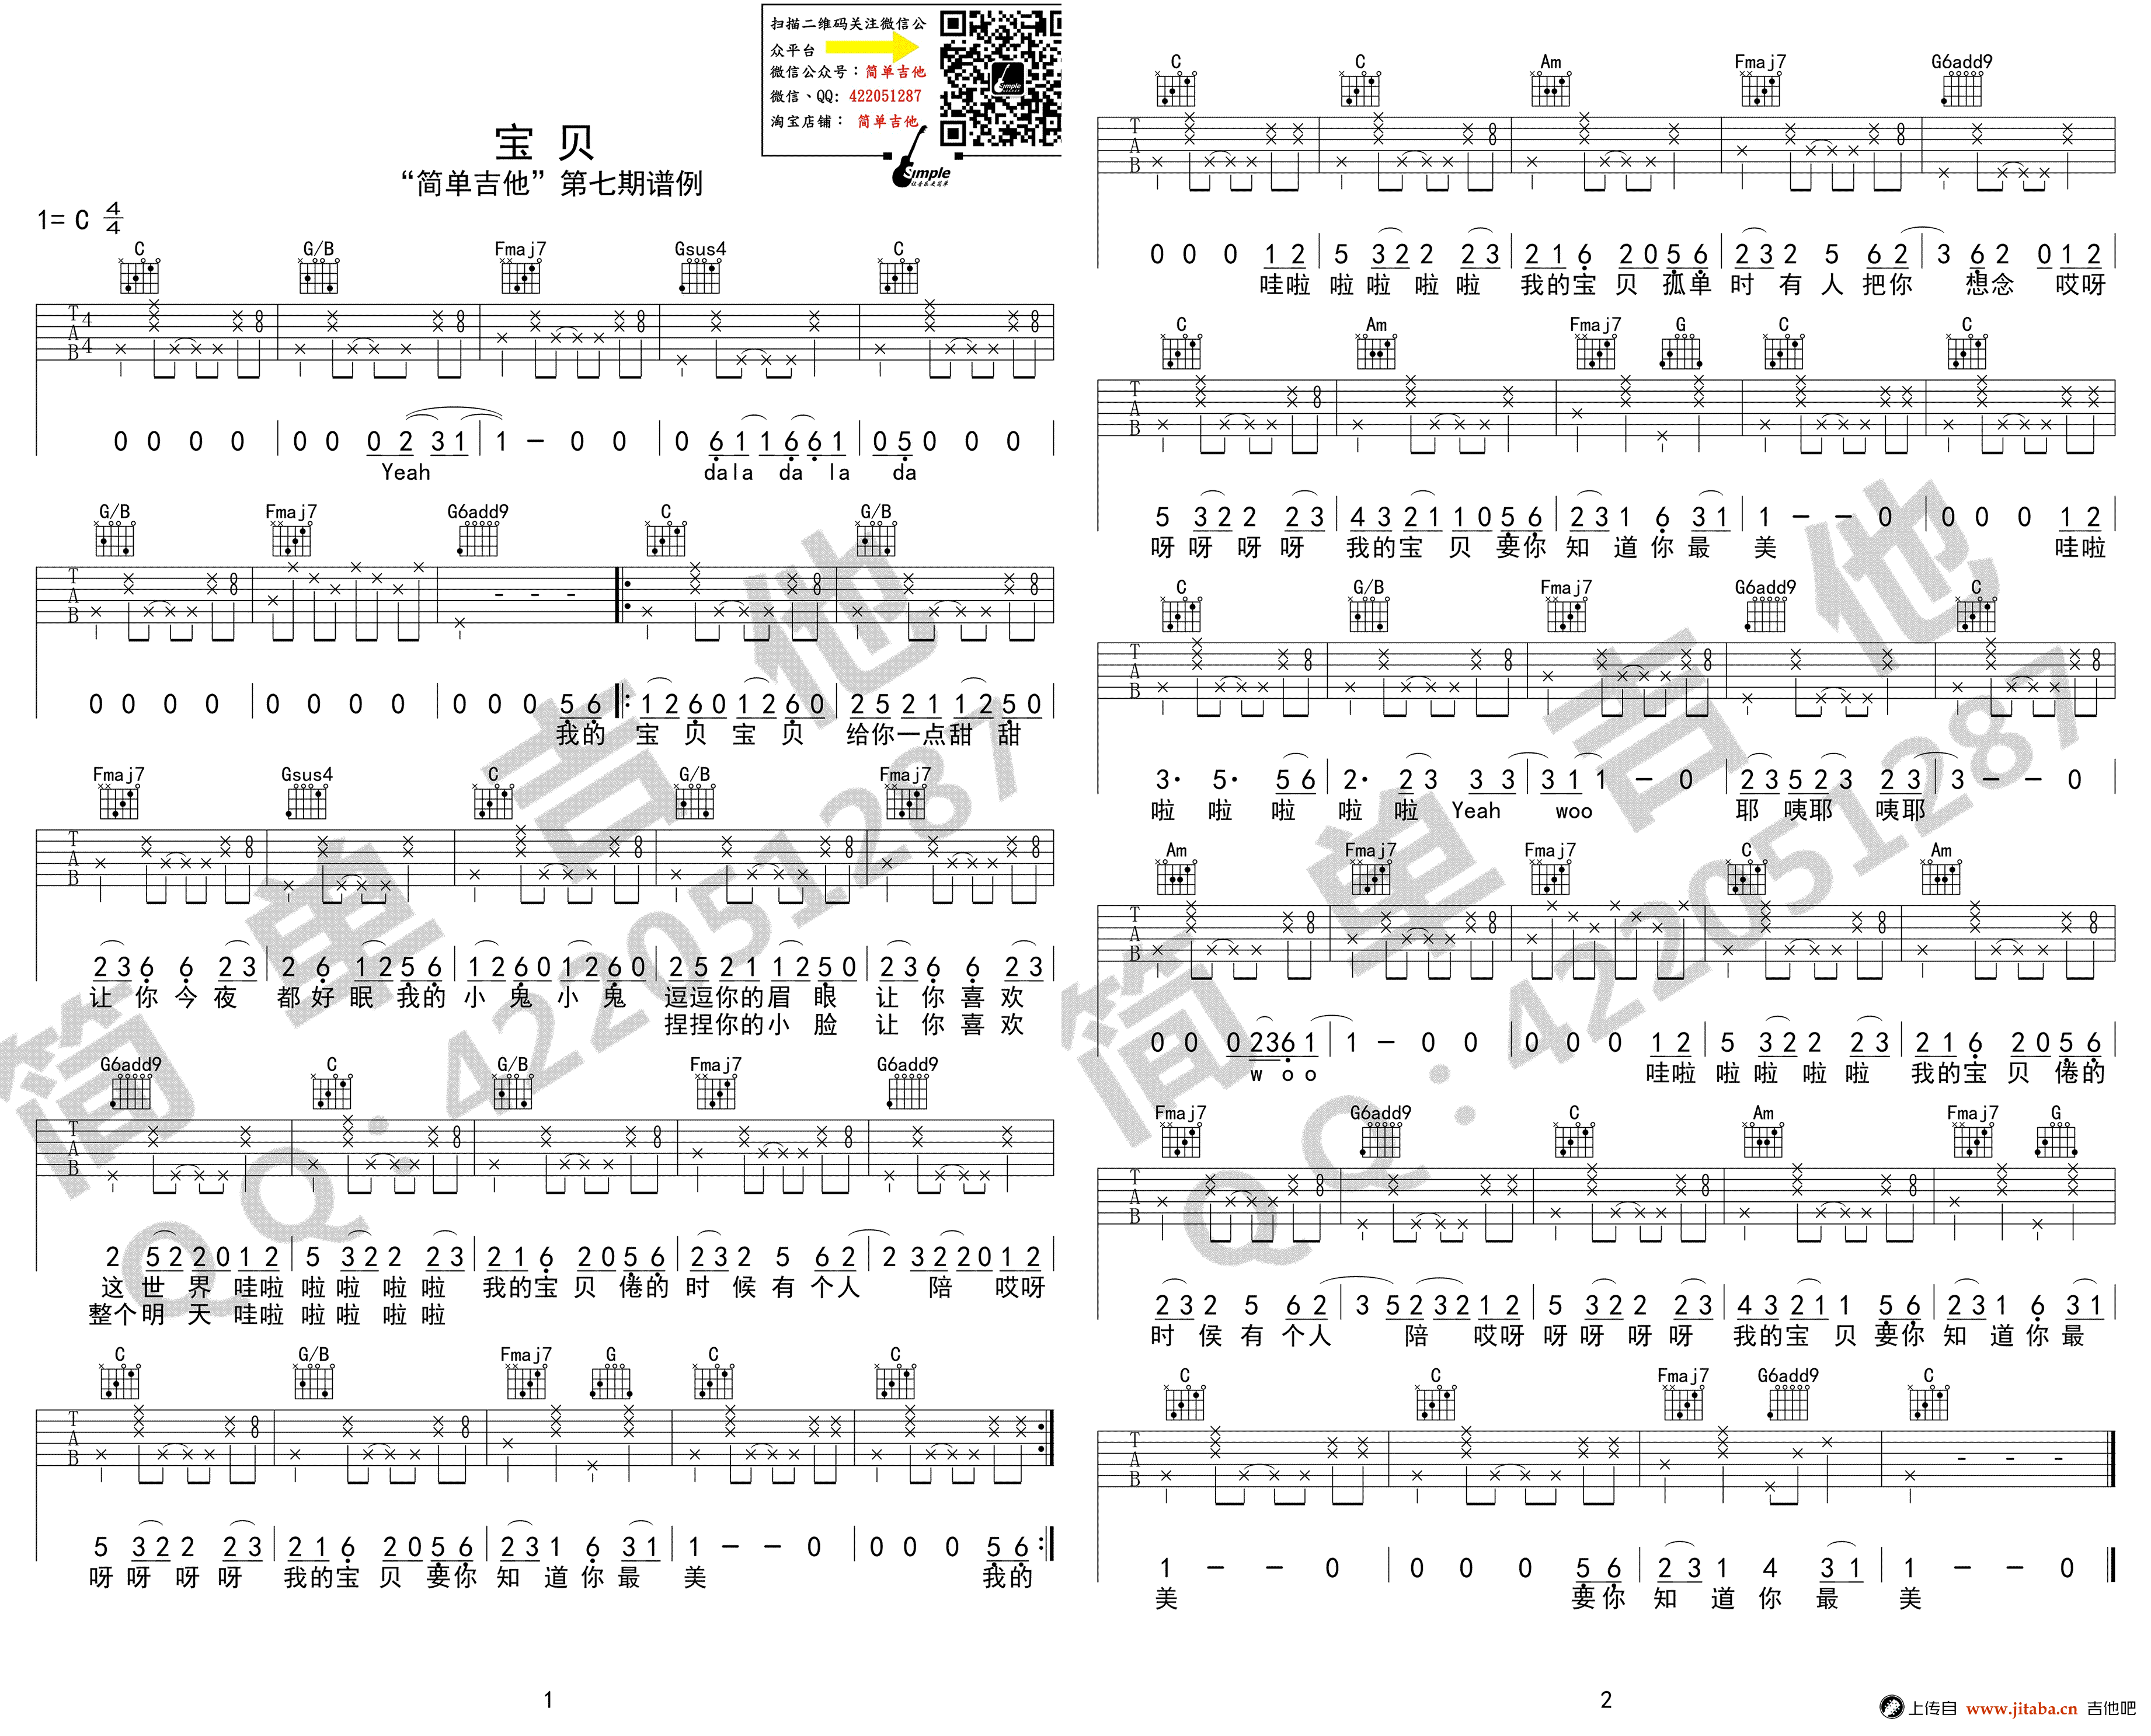 扫描二维码关注微信公
众平台
微信公众号：简单吉他
微信、QQ: 422051287
淘宝店铺： 简单吉他
Simple
宝 贝
“简单吉他”第七期谱例
1= C 4/4
C G/B Fmaj7 Gsus4 C
T A B 4/4
0 0 0 0 | 0 0 0 2 3 1 | 1 — 0 0 | 0 6 1 1 6 6 1 | 0 5 0 0 0 |
Yeah dala da la da
G/B Fmaj7 G6add9 C G/B
T A B
0 0 0 0 | 0 0 0 0 | 0 0 0 5 6 |: 1 2 6 0 1 2 6 0 | 2 5 2 1 1 2 5 0 |
我的 宝 贝 宝 贝 给你一点甜 甜
Fmaj7 Gsus4 C G/B Fmaj7
T A B
2 3 6 6 2 3 | 2 6 1 2 5 6 | 1 2 6 0 1 2 6 0 | 2 5 2 1 1 2 5 0 | 2 3 6 6 2 3 |
让 你 今 夜 都 好 眠 我的 小 鬼 小 鬼 逗逗你的眉 眼 让 你 喜 欢
捏捏你的小 脸 让 你 喜 欢
G6add9 C G/B Fmaj7 G6add9
T A B
2 5 2 2 0 1 2 | 5 3 2 2 2 3 | 2 1 6 2 0 5 6 | 2 3 2 5 6 2 | 2 3 2 2 0 1 2 |
这 世 界 哇啦 啦 啦 啦 啦 我的宝 贝 倦的 时 候 有 个人 陪 哎呀
整个明 天 哇啦 啦 啦 啦 啦
C G/B Fmaj7 G C C
T A B
5 3 2 2 2 3 | 2 1 6 2 0 5 6 | 2 3 1 6 3 1 | 1 — — 0 | 0 0 0 5 6 :|
呀 呀 呀 呀 我的宝 贝 要你 知 道 你 最 美 我的
1
C C Am Fmaj7 G6add9
T A B
0 0 0 1 2 | 5 3 2 2 2 3 | 2 1 6 2 0 5 6 | 2 3 2 5 6 2 | 3 6 2 0 1 2 |
哇啦 啦 啦 啦 啦 我的宝 贝 孤单 时 有 人 把你 想念 哎呀
C Am Fmaj7 G C C
T A B
5 3 2 2 2 3 | 4 3 2 1 1 0 5 6 | 2 3 1 6 3 1 | 1 — — 0 | 0 0 0 1 2 |
呀 呀 呀 呀 我的宝 贝 要你 知 道 你 最 美 哇啦
C G/B Fmaj7 G6add9 C
T A B
3· 5· 5 6 | 2· 2 3 3 3 | 3 1 1 — 0 | 2 3 5 2 3 2 3 | 3 — — 0 |
啦 啦 啦 啦 啦 Yeah woo 耶 咦耶 咦耶
Am Fmaj7 Fmaj7 C Am
T A B
0 0 0 2 3 6 1 | 1 — 0 0 | 0 0 0 1 2 | 5 3 2 2 2 3 | 2 1 6 2 0 5 6 |
w o o 哇啦 啦 啦 啦 啦 我的宝 贝 倦的
Fmaj7 G6add9 C Am Fmaj7 G
T A B
2 3 2 5 6 2 | 3 5 2 3 2 1 2 | 5 3 2 2 2 3 | 4 3 2 1 1 5 6 | 2 3 1 6 3 1 |
时 侯 有 个人 陪 哎呀 呀 呀 呀 呀 我的宝 贝 要你 知 道 你 最
C C Fmaj7 G6add9 C
T A B
1 — — 0 | 0 0 0 5 6 | 2 3 1 4 3 1 | 1 — — 0 ||
美 要你 知 道 你 最 美
2
上传自 www.jitaba.cn 吉他吧
简单吉他
QQ:422051287
简单吉他
QQ:422051287